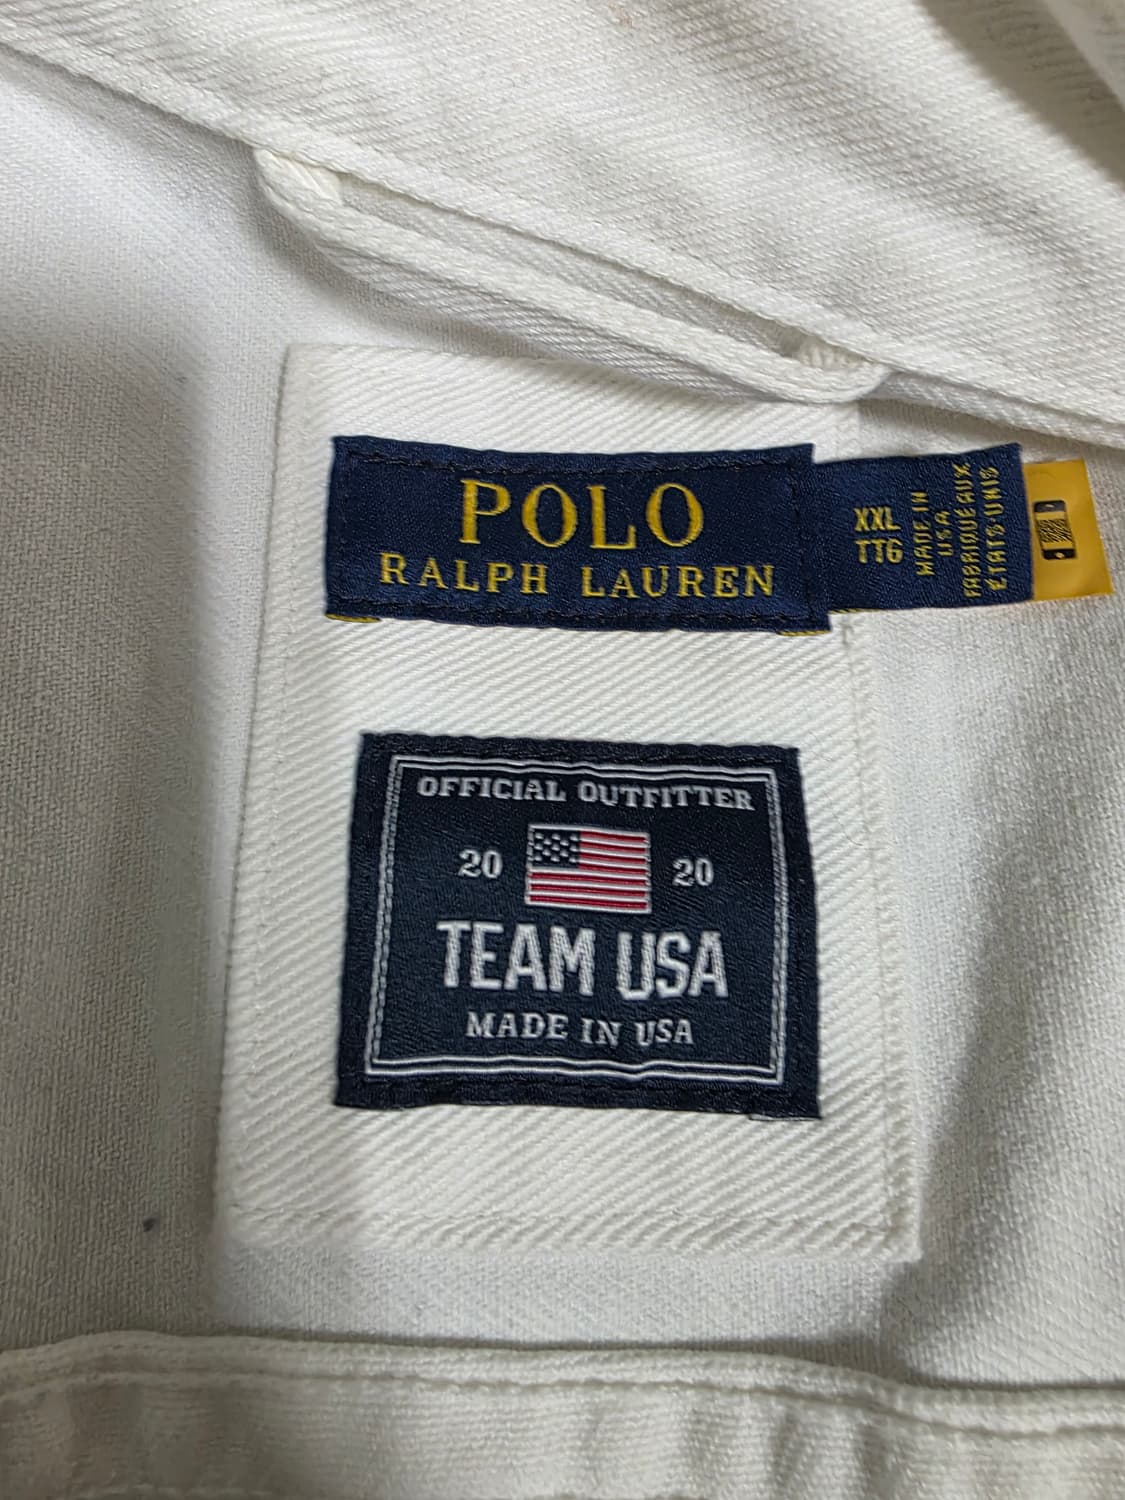 POLO
RALPH LAUREN
XXL
TTG
MADE IN
USA
FABRIQUE AUX
ÉTATS-UNIS
OFFICIAL OUTFITTER
20 20
TEAM USA
MADE IN USA